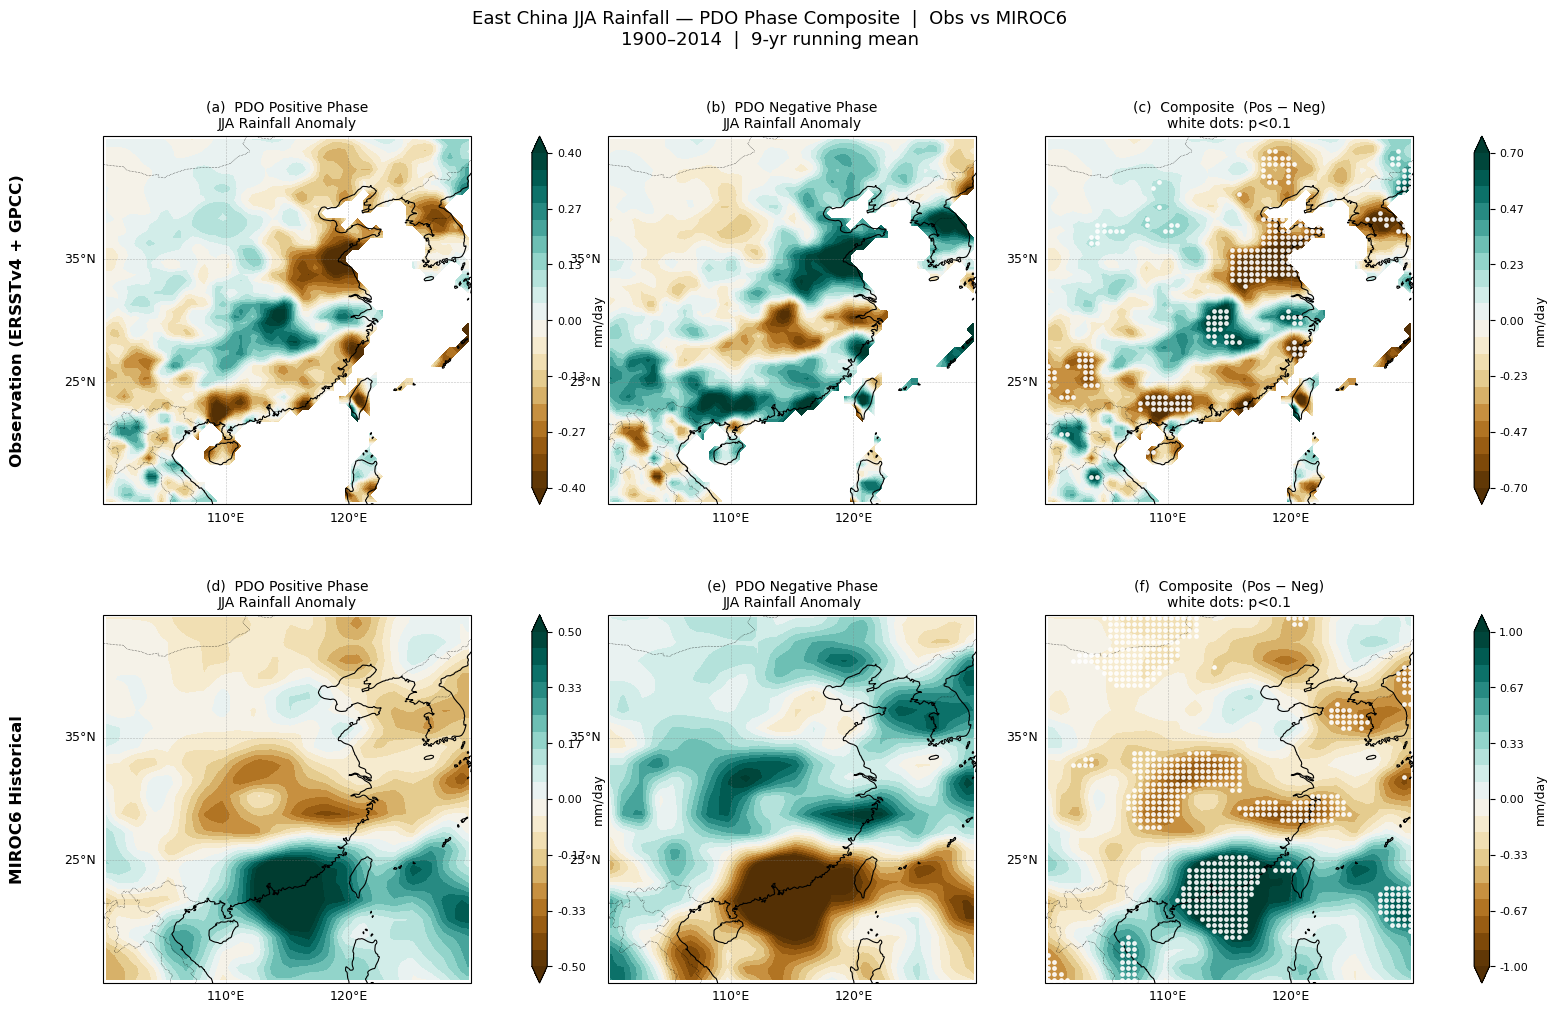 East China JJA Rainfall — PDO Phase Composite  |  Obs vs MIROC6
1900–2014  |  9-yr running mean
Observation (ERSSTv4 + GPCC)
(a)  PDO Positive Phase
JJA Rainfall Anomaly
35°N
25°N
110°E
120°E
0.40
0.27
0.13
0.00
-0.13
-0.27
-0.40
mm/day
(b)  PDO Negative Phase
JJA Rainfall Anomaly
35°N
25°N
110°E
120°E
(c)  Composite  (Pos − Neg)
white dots: p<0.1
35°N
25°N
110°E
120°E
0.70
0.47
0.23
0.00
-0.23
-0.47
-0.70
mm/day
MIROC6 Historical
(d)  PDO Positive Phase
JJA Rainfall Anomaly
35°N
25°N
110°E
120°E
0.50
0.33
0.17
0.00
-0.17
-0.33
-0.50
mm/day
(e)  PDO Negative Phase
JJA Rainfall Anomaly
35°N
25°N
110°E
120°E
(f)  Composite  (Pos − Neg)
white dots: p<0.1
35°N
25°N
110°E
120°E
1.00
0.67
0.33
0.00
-0.33
-0.67
-1.00
mm/day